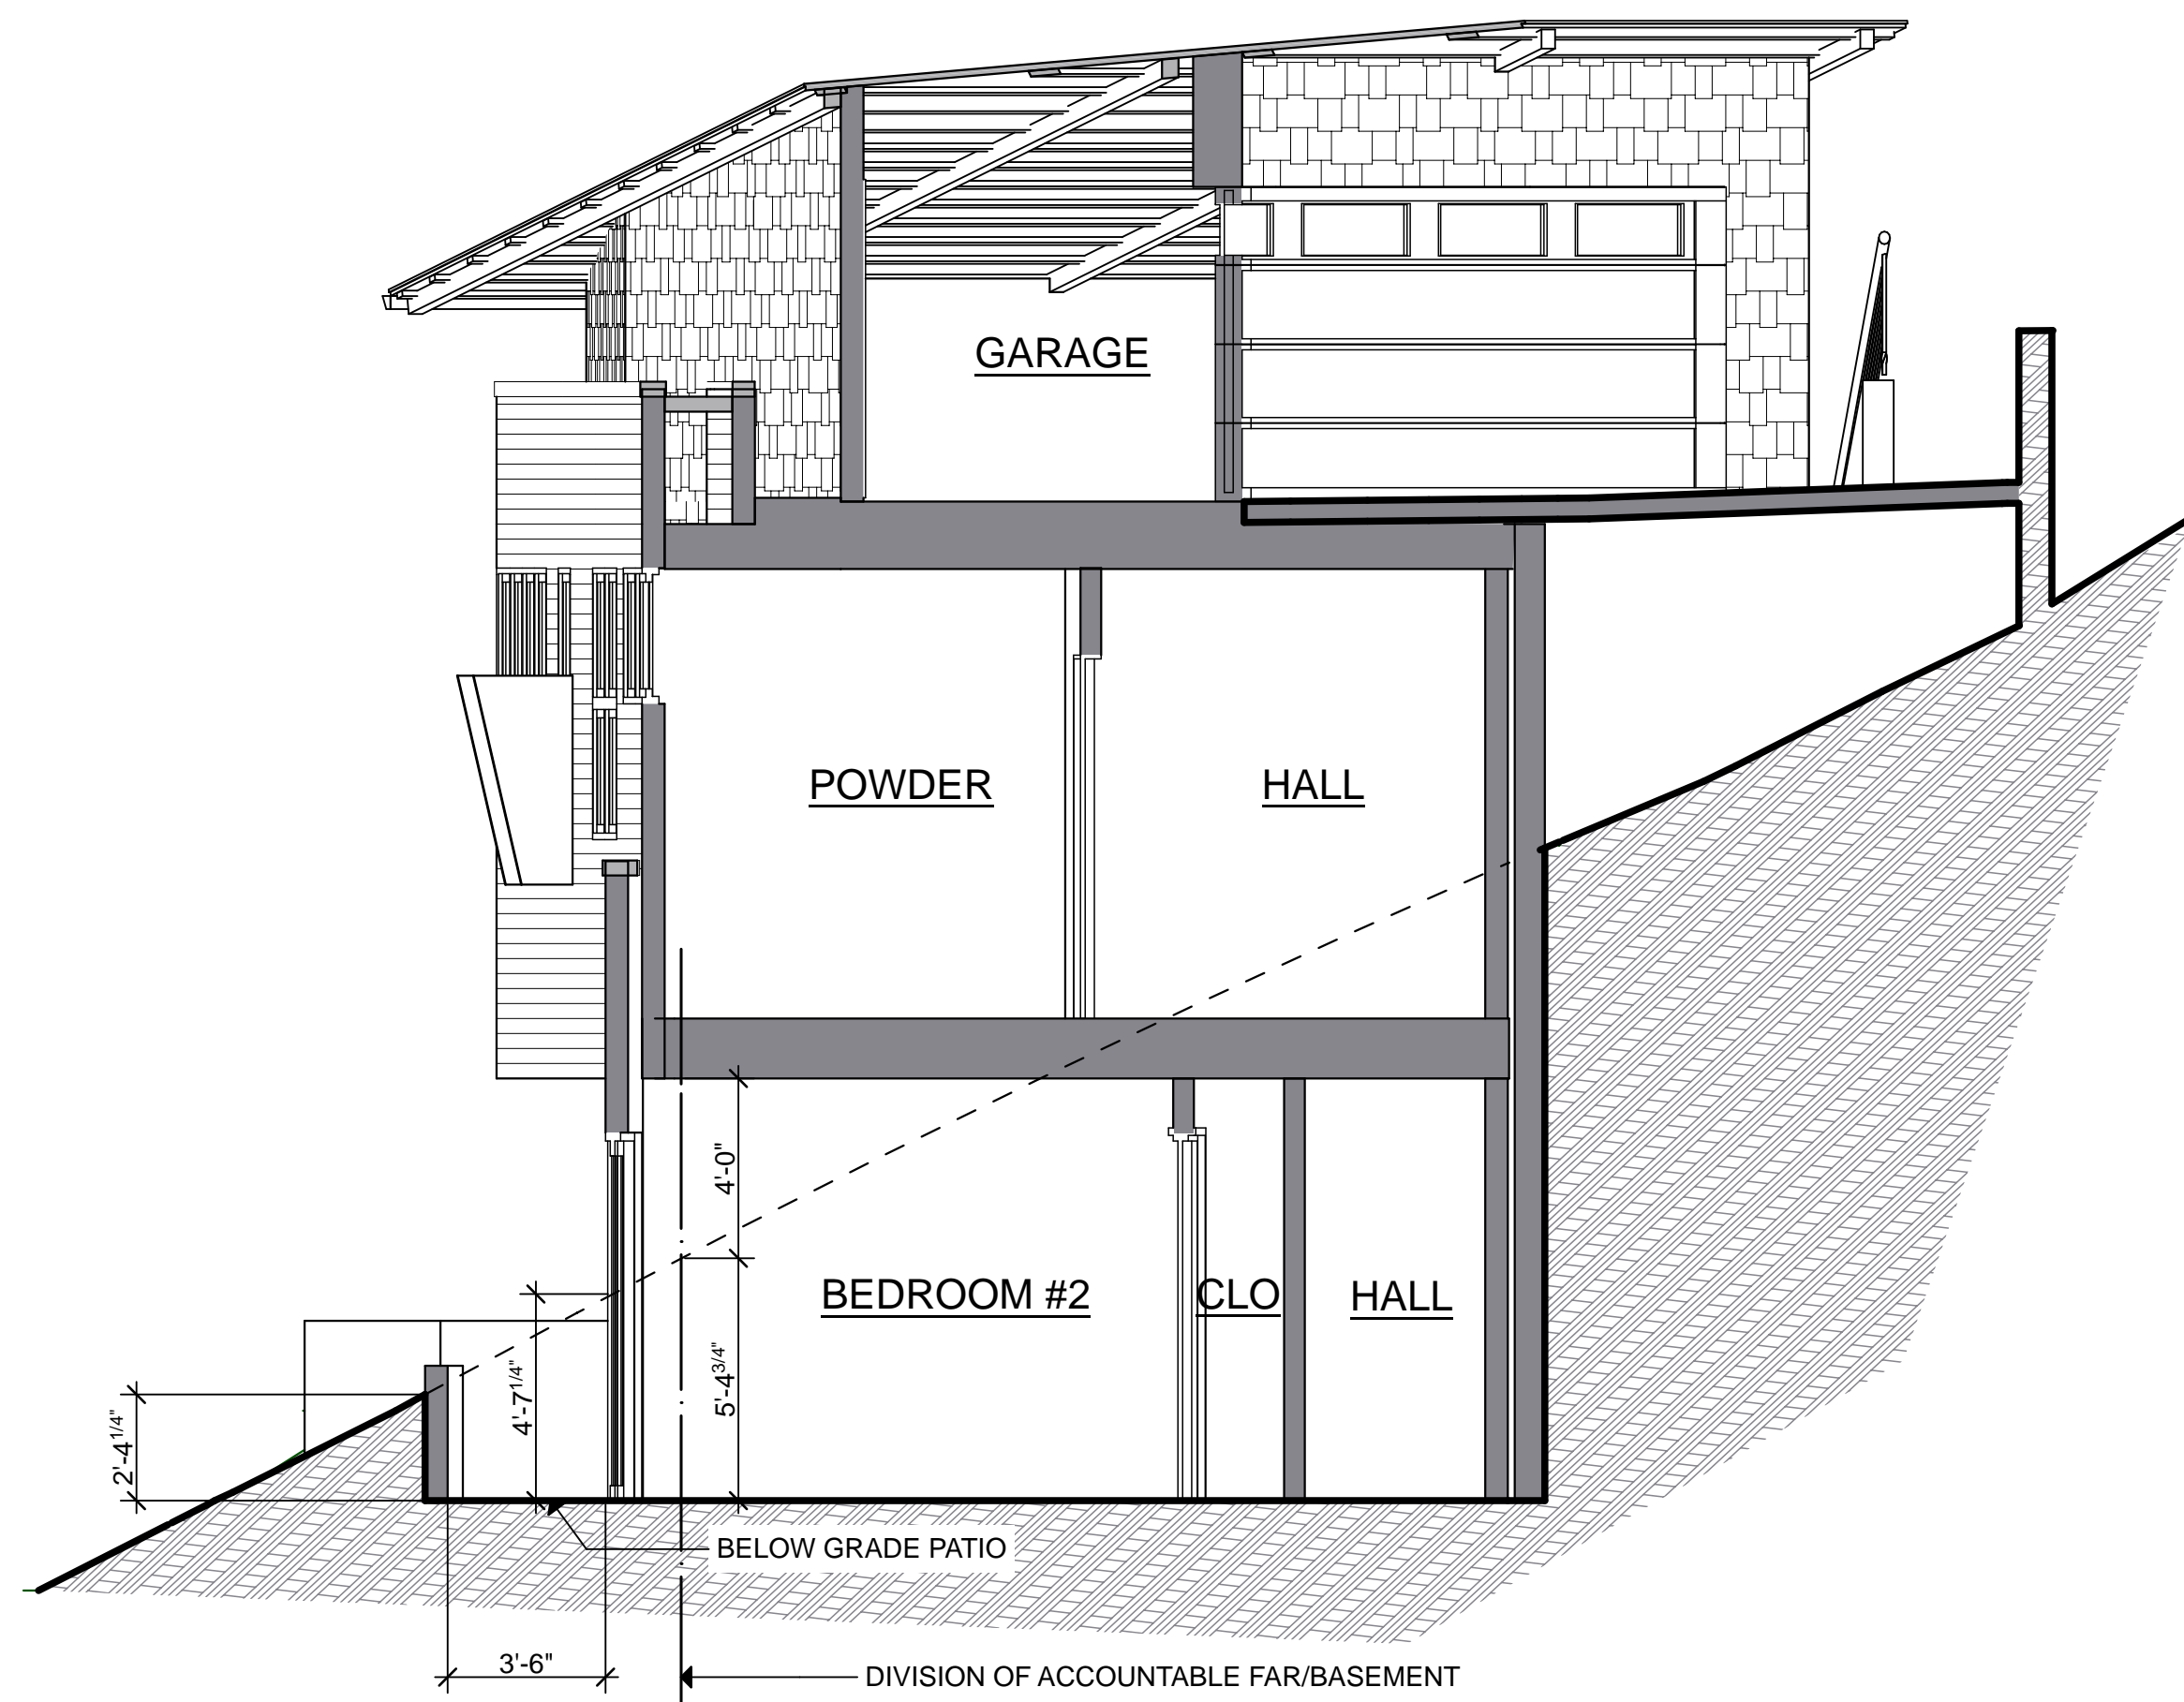 GARAGE
POWDER
HALL
4'-0"
BEDROOM #2
CLO
HALL
4'-7 1/4"
5'-4 3/4"
2'-4 1/4"
BELOW GRADE PATIO
3'-6"
DIVISION OF ACCOUNTABLE FAR/BASEMENT